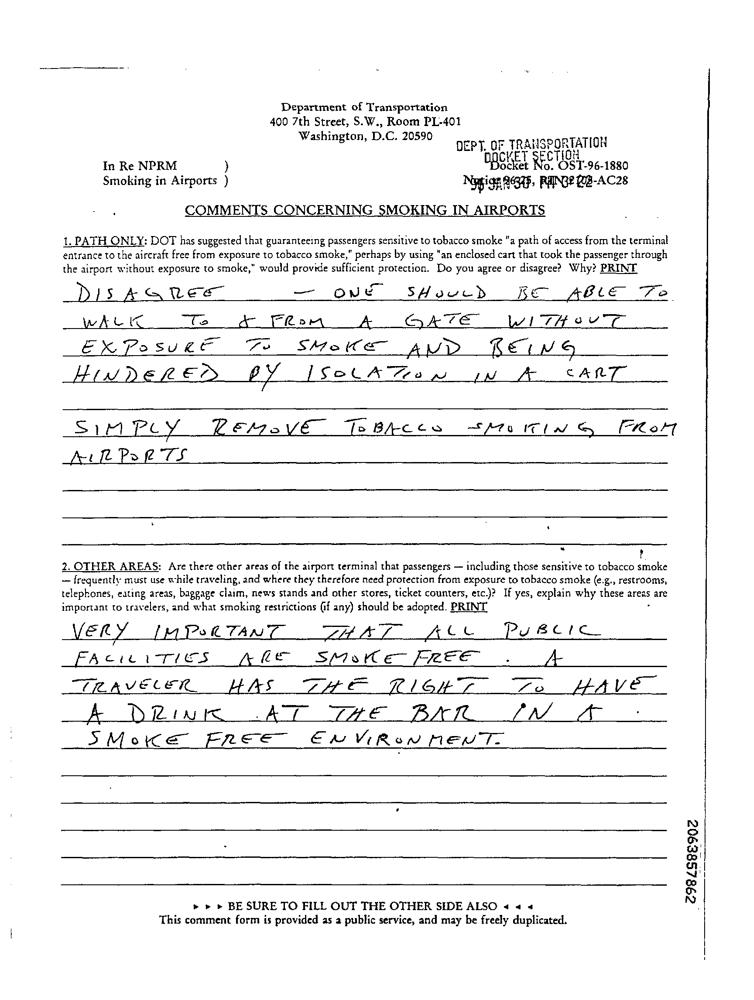 Department of Transportation
400 7th Street, S.W., Room PL-401
Washington, D.C. 20590
DEPT. OF TRANSPORTATION
DOCKET SECTION
In Re NPRM )
Docket No. OST-96-1880
Smoking in Airports )
-AC28
COMMENTS CONCERNING SMOKING IN AIRPORTS
1. PATH ONLY: DOT has suggested that guaranteeing passengers sensitive to tobacco smoke "a path of access from the terminal
entrance to the aircraft free from exposure to tobacco smoke," perhaps by using "an enclosed cart that took the passenger through
the airport without exposure to smoke," would provide sufficient protection. Do you agree or disagree? Why? PRINT
DISAGREE — ONE SHOULD BE ABLE TO
WALK TO & FROM A GATE WITHOUT
EXPOSURE TO SMOKE AND BEING
HINDERED BY ISOLATION IN A CART
SIMPLY REMOVE TOBACCO SMOKING FROM
AIRPORTS
2. OTHER AREAS: Are there other areas of the airport terminal that passengers — including those sensitive to tobacco smoke
— frequently must use while traveling, and where they therefore need protection from exposure to tobacco smoke (e.g., restrooms,
telephones, eating areas, baggage claim, news stands and other stores, ticket counters, etc.)? If yes, explain why these areas are
important to travelers, and what smoking restrictions (if any) should be adopted. PRINT
VERY IMPORTANT THAT ALL PUBLIC
FACILITIES ARE SMOKE FREE. A
TRAVELER HAS THE RIGHT TO HAVE
A DRINK AT THE BAR IN A
SMOKE FREE ENVIRONMENT.
2063857862
▸ ▸ ▸ BE SURE TO FILL OUT THE OTHER SIDE ALSO ◂ ◂ ◂
This comment form is provided as a public service, and may be freely duplicated.